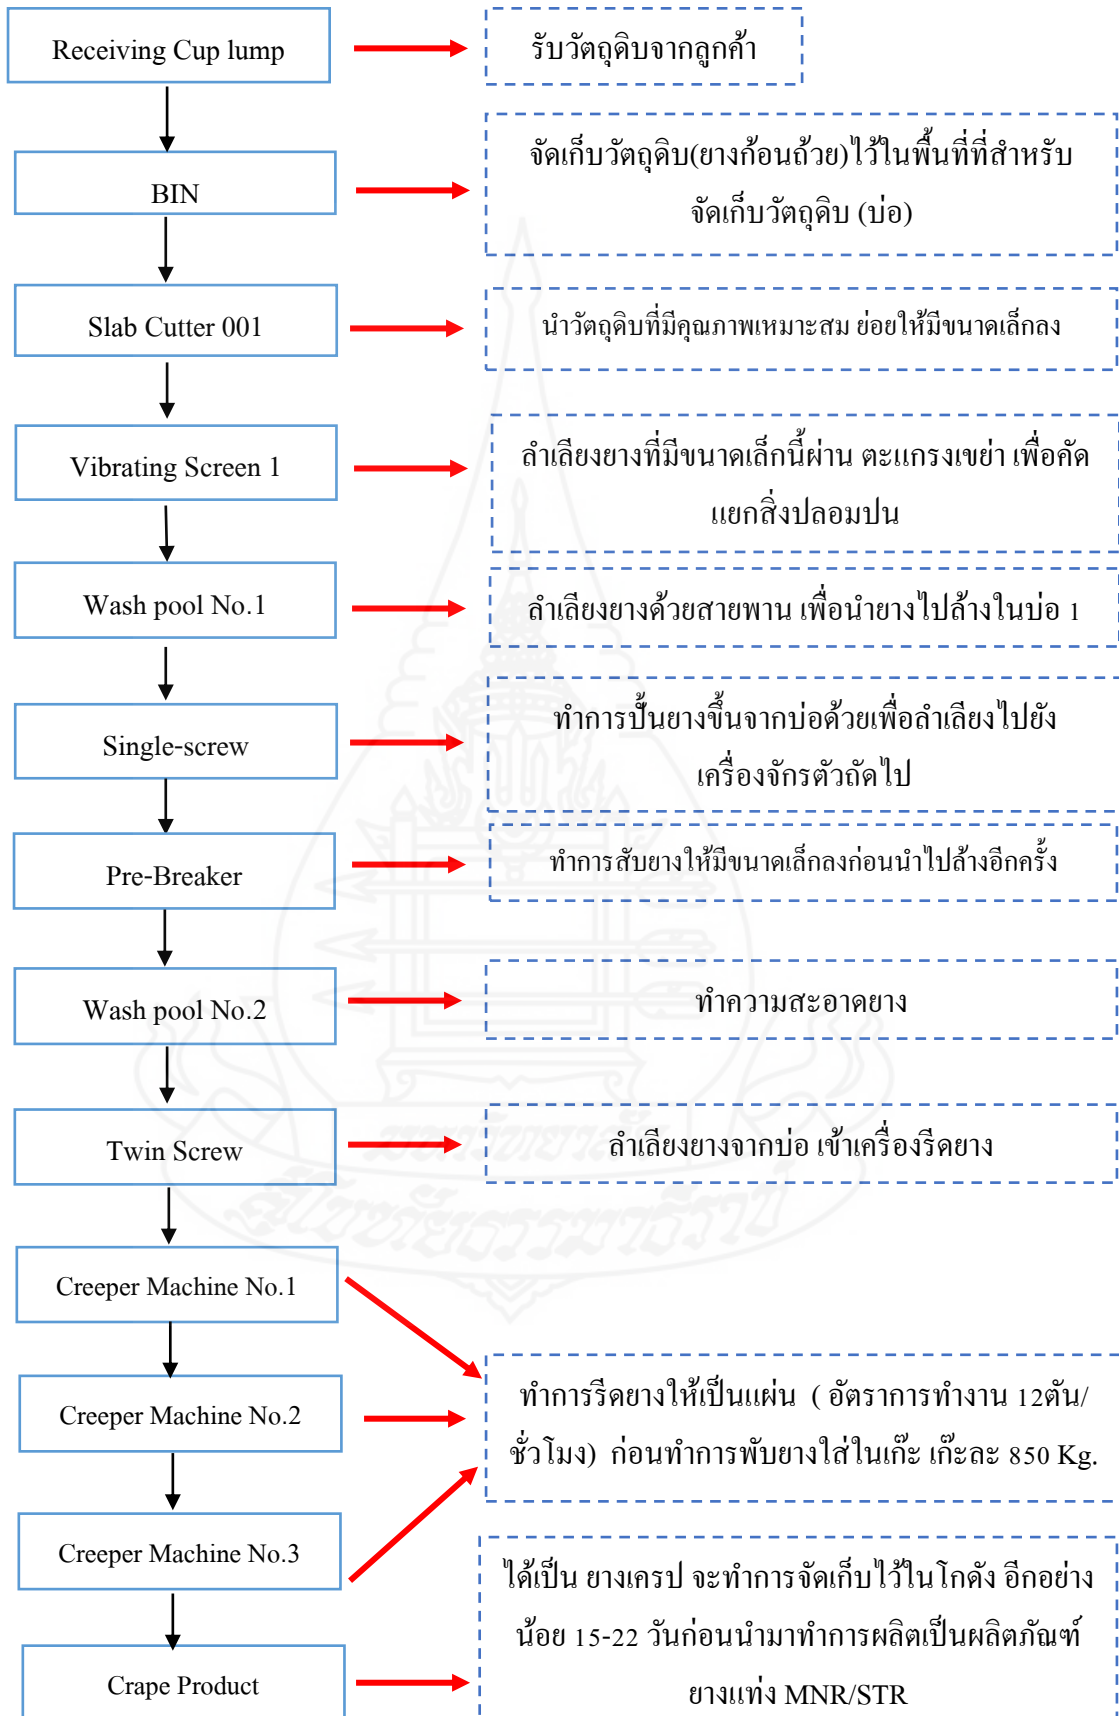 Receiving Cup lump
รับวัตถุดิบจากลูกค้า
BIN
จัดเก็บวัตถุดิบ(ยางก้อนถ้วย)ไว้ในพื้นที่ที่สำหรับ
จัดเก็บวัตถุดิบ (บ่อ)
Slab Cutter 001
นำวัตถุดิบที่มีคุณภาพเหมาะสม ย่อยให้มีขนาดเล็กลง
Vibrating Screen 1
ลำเลียงยางที่มีขนาดเล็กนี้ผ่าน ตะแกรงเขย่า เพื่อคัด
แยกสิ่งปลอมปน
Wash pool No.1
ลำเลียงยางด้วยสายพาน เพื่อนำยางไปล้างในบ่อ 1
Single-screw
ทำการปั้นยางขึ้นจากบ่อด้วยเพื่อลำเลียงไปยัง
เครื่องจักรตัวถัดไป
Pre-Breaker
ทำการสับยางให้มีขนาดเล็กลงก่อนนำไปล้างอีกครั้ง
Wash pool No.2
ทำความสะอาดยาง
Twin Screw
ลำเลียงยางจากบ่อ เข้าเครื่องรีดยาง
มหาวิทยาลัย
สุโขทัยธรรมาธิราช
Creeper Machine No.1
Creeper Machine No.2
ทำการรีดยางให้เป็นแผ่น ( อัตราการทำงาน 12ตัน/
ชั่วโมง) ก่อนทำการพับยางใส่ในเก๊ะ เก๊ะละ 850 Kg.
Creeper Machine No.3
ได้เป็น ยางเครป จะทำการจัดเก็บไว้ในโกดัง อีกอย่าง
น้อย 15-22 วันก่อนนำมาทำการผลิตเป็นผลิตภัณฑ์
ยางแท่ง MNR/STR
Crape Product